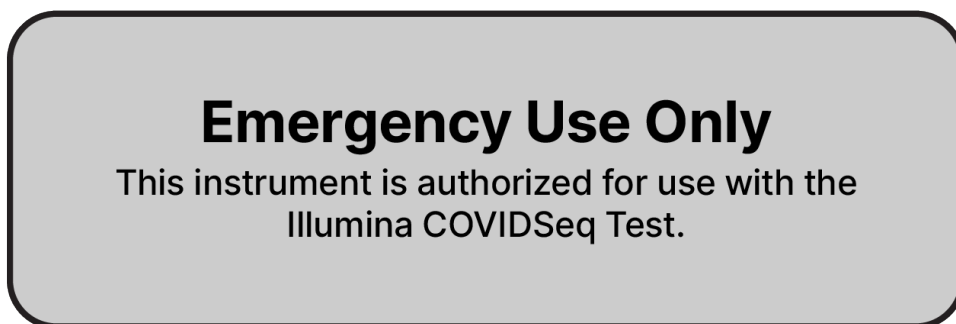 Emergency Use Only
This instrument is authorized for use with the
Illumina COVIDSeq Test.